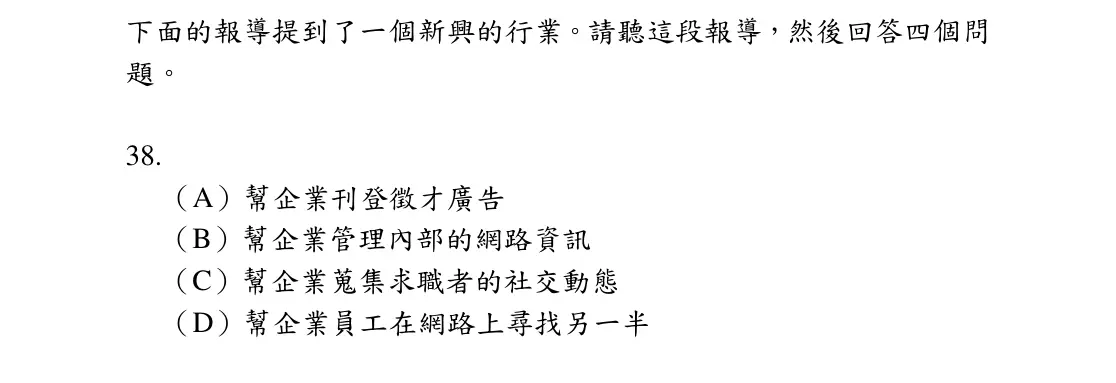 下面的報導提到了一個新興的行業。請聽這段報導，然後回答四個問
題。
38.
（A）幫企業刊登徵才廣告
（B）幫企業管理內部的網路資訊
（C）幫企業蒐集求職者的社交動態
（D）幫企業員工在網路上尋找另一半